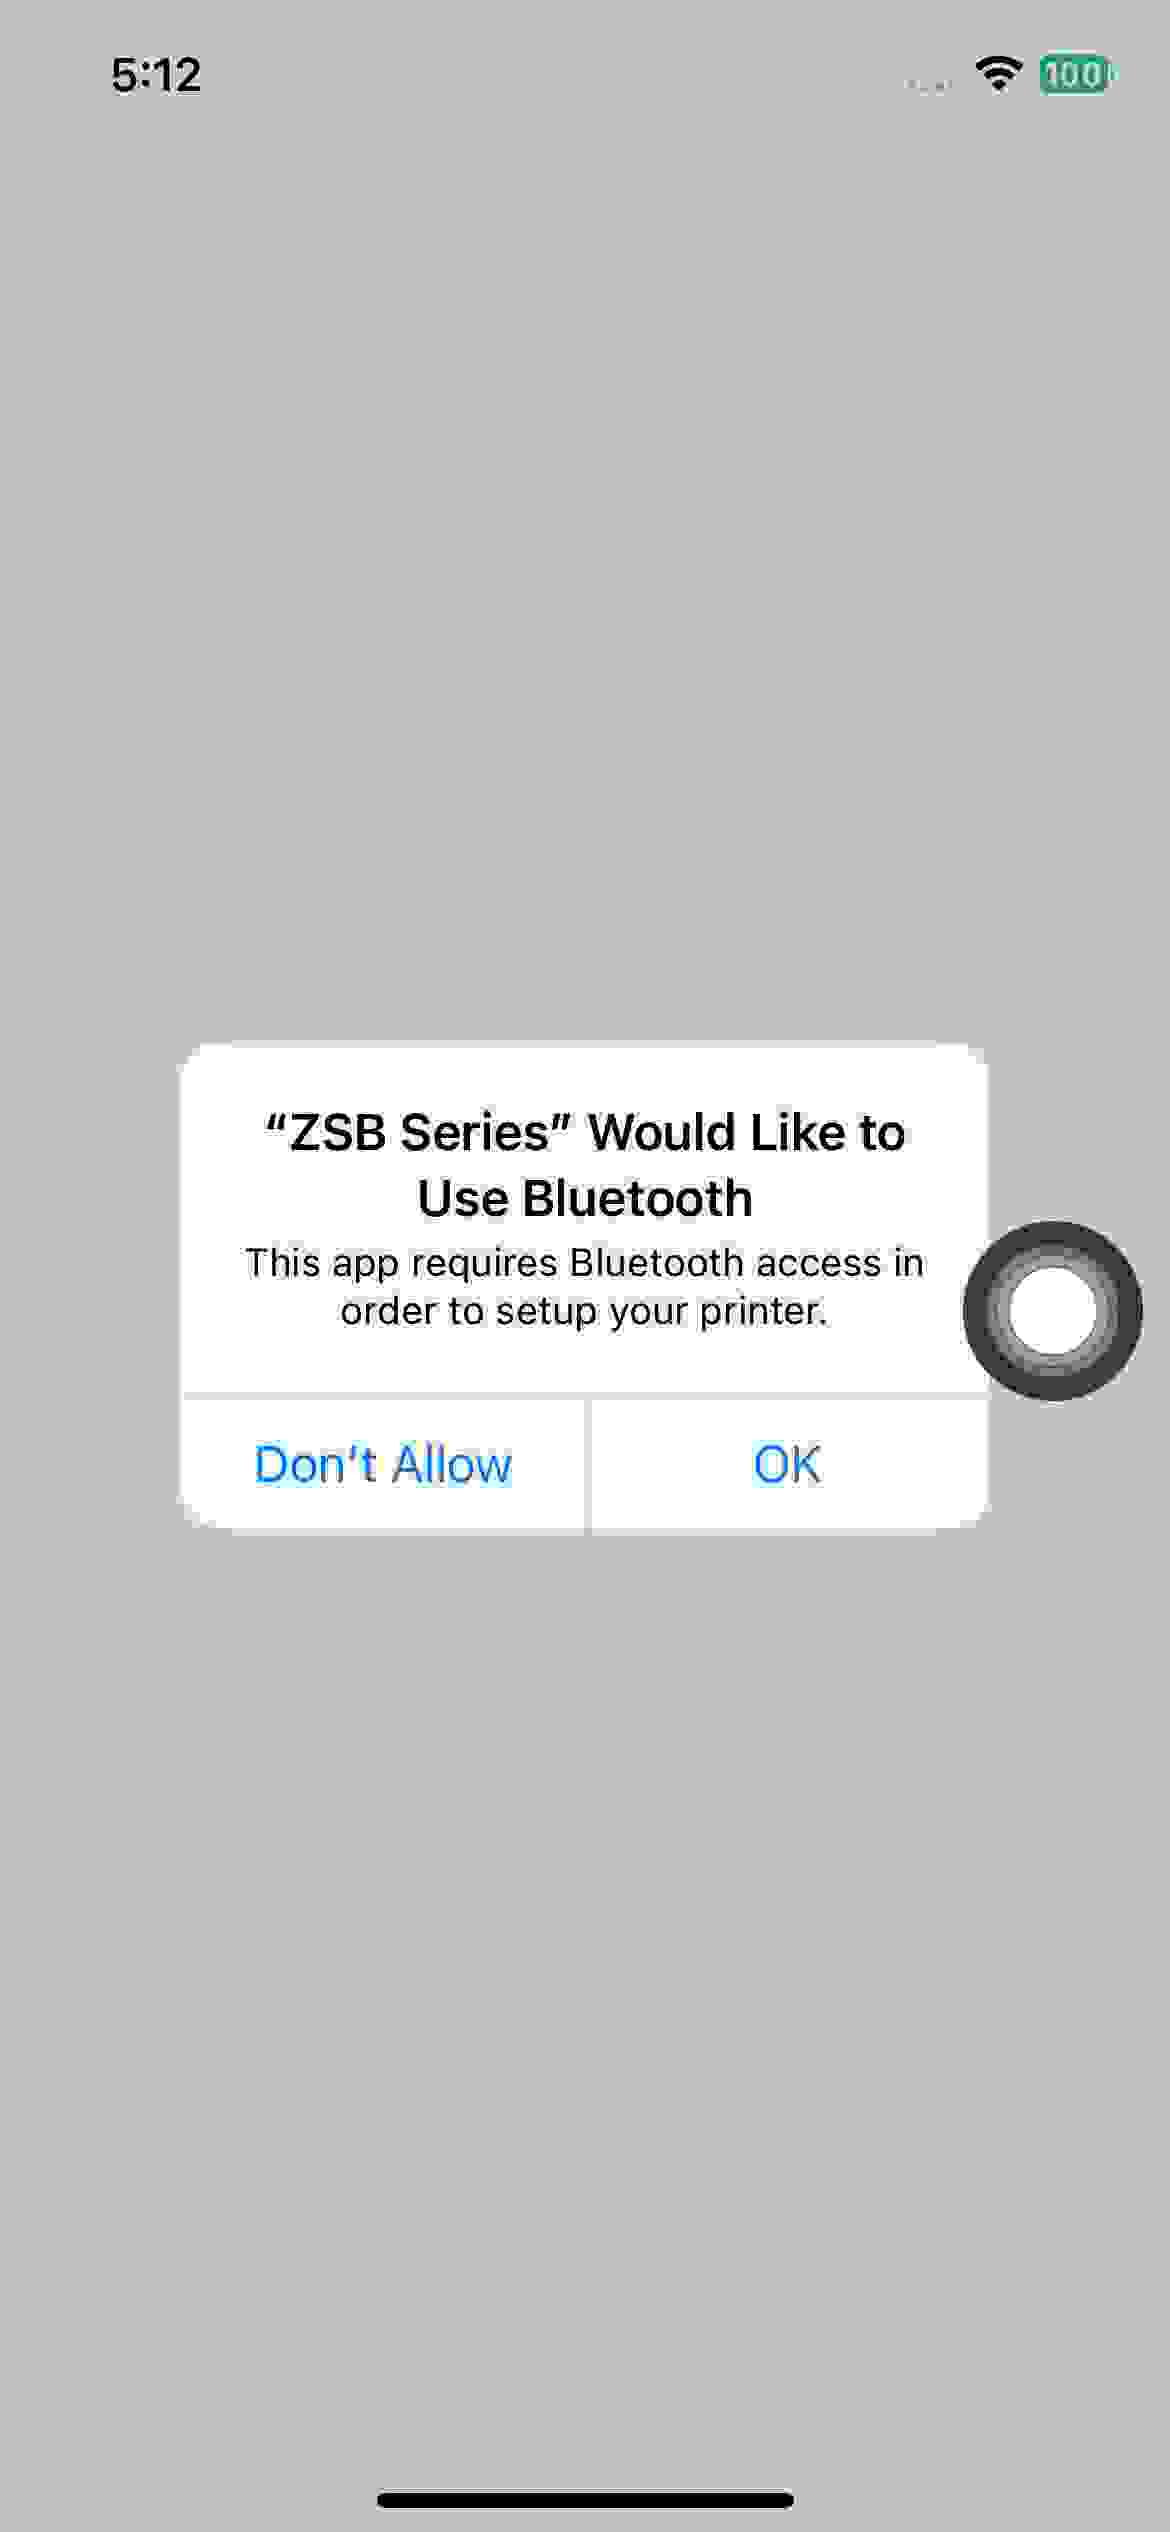 5:12
100
“ZSB Series” Would Like to
Use Bluetooth
This app requires Bluetooth access in
order to setup your printer.
Don't Allow
OK